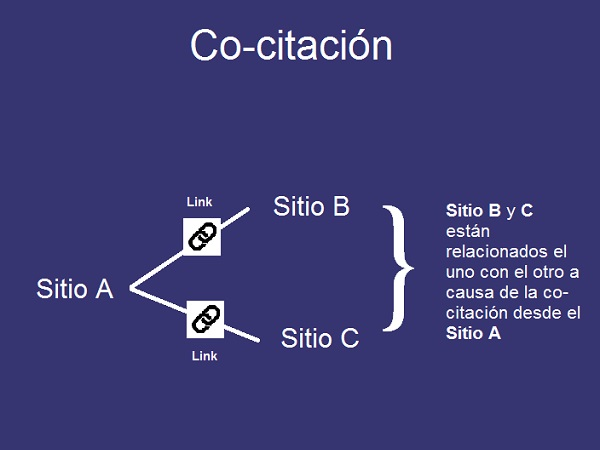 Co-citación
Link
Sitio B
Sitio A
Sitio C
Link
Sitio B y C
están
relacionados el
uno con el otro a
causa de la co-
citación desde el
Sitio A